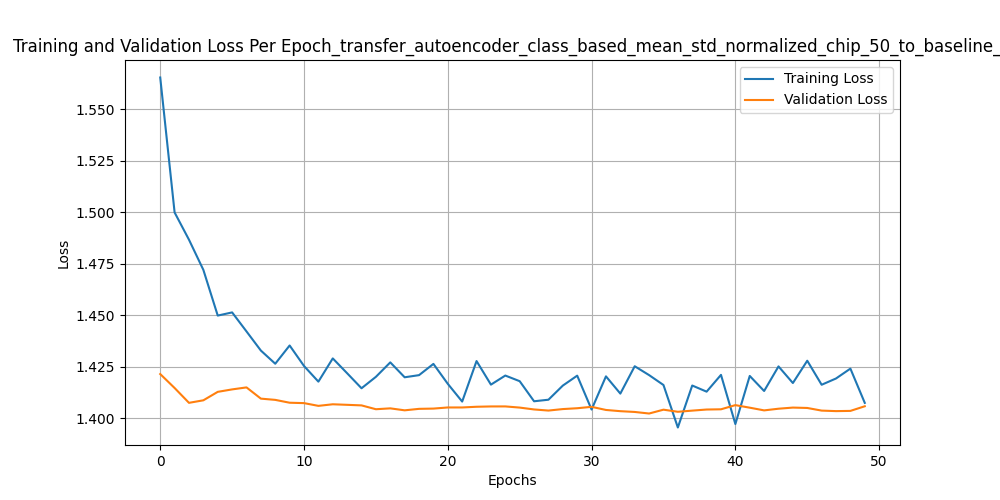 Training and Validation Loss Per Epoch_transfer_autoencoder_class_based_mean_std_normalized_chip_50_to_baseline_
Training Loss
Validation Loss
1.550
1.525
1.500
1.475
1.450
1.425
1.400
Loss
0 10 20 30 40 50
Epochs